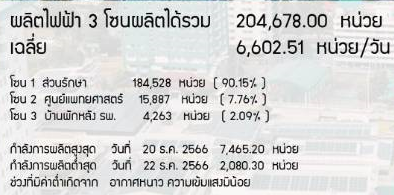 ผลิตไฟฟ้า 3 โซนผลิตได้รวม 204,678.00 หน่วย
เฉลี่ย 6,602.51 หน่วย/วัน
โซน 1 ส่วนรักษา 184,528 หน่วย ( 90.15% )
โซน 2 ศูนย์แพทยศาสตร์ 15,887 หน่วย ( 7.76% )
โซน 3 บ้านพักหลัง รพ. 4,263 หน่วย ( 2.09% )
กำลังการผลิตสูงสุด วันที่ 20 ธ.ค. 2566 7,465.20 หน่วย
กำลังการผลิตต่ำสุด วันที่ 22 ธ.ค. 2566 2,080.30 หน่วย
ช่วงที่มีค่าต่ำเกิดจาก อากาศหนาว ความเข้มแสงมีน้อย